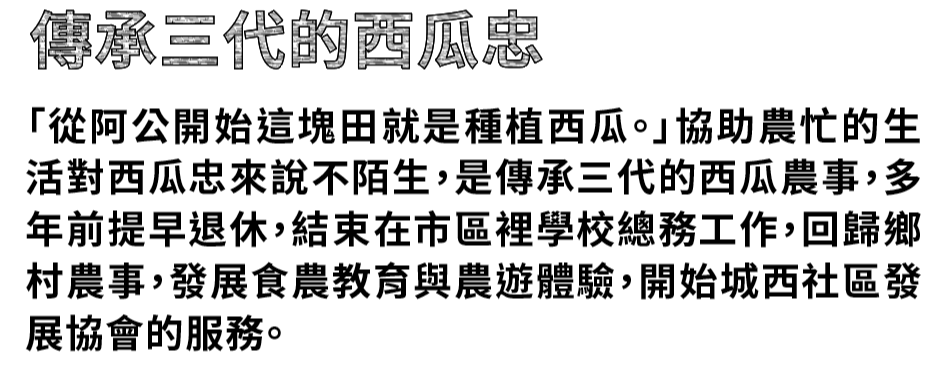 傳承三代的西瓜忠
「從阿公開始這塊田就是種植西瓜。」協助農忙的生
活對西瓜忠來說不陌生，是傳承三代的西瓜農事，多
年前提早退休，結束在市區裡學校總務工作，回歸鄉
村農事，發展食農教育與農遊體驗，開始城西社區發
展協會的服務。